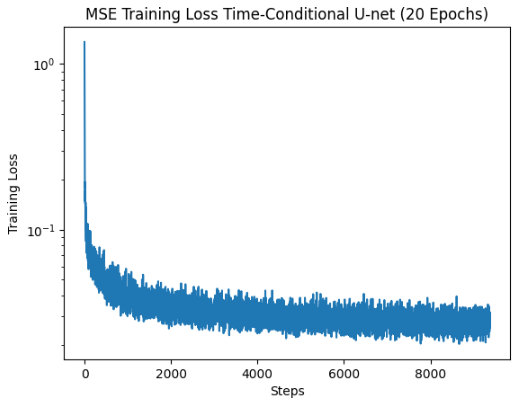 MSE Training Loss Time-Conditional U-net (20 Epochs)
10⁰
10⁻¹
Training Loss
0 2000 4000 6000 8000
Steps